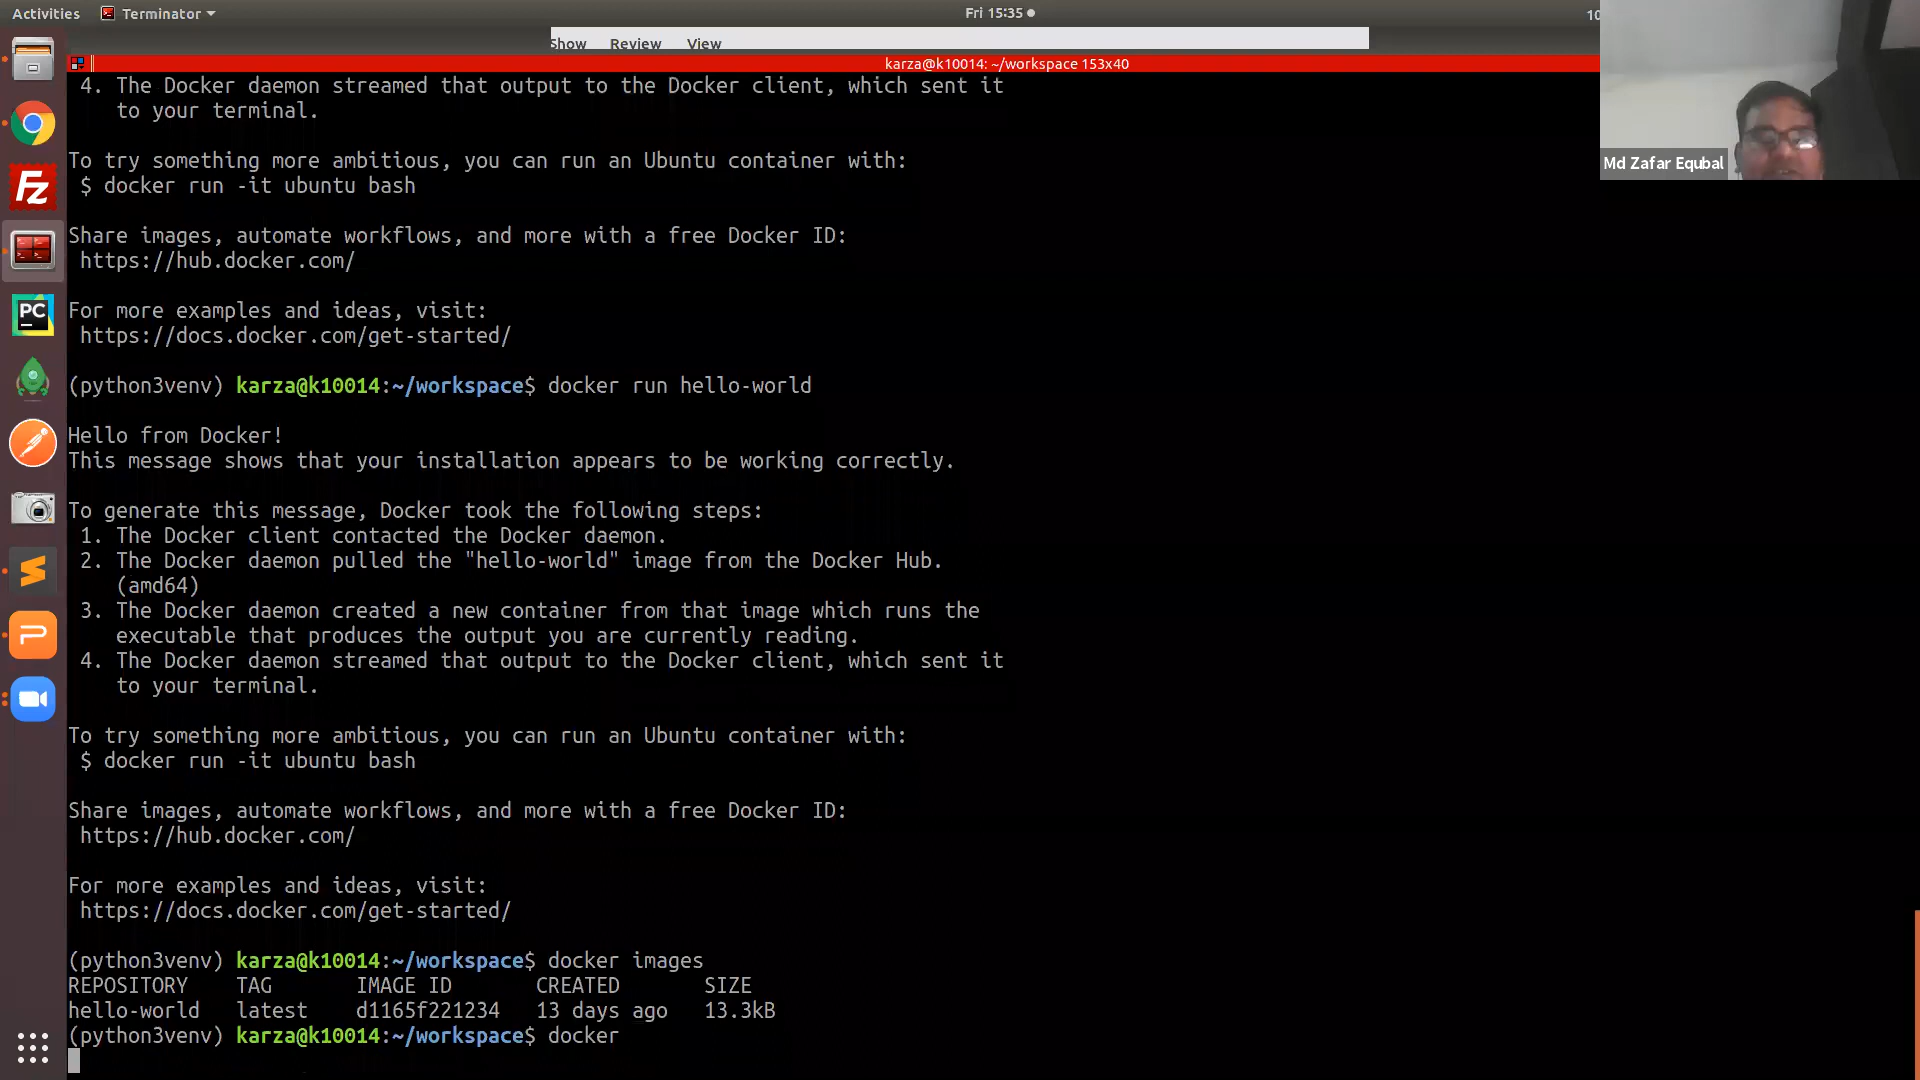 Activities
Terminator
Fri 15:35
10
Show Review View
karza@k10014: ~/workspace 153x40
4. The Docker daemon streamed that output to the Docker client, which sent it
to your terminal.
To try something more ambitious, you can run an Ubuntu container with:
$ docker run -it ubuntu bash
Share images, automate workflows, and more with a free Docker ID:
https://hub.docker.com/
For more examples and ideas, visit:
https://docs.docker.com/get-started/
(python3venv) karza@k10014:~/workspace$ docker run hello-world
Hello from Docker!
This message shows that your installation appears to be working correctly.
To generate this message, Docker took the following steps:
1. The Docker client contacted the Docker daemon.
2. The Docker daemon pulled the "hello-world" image from the Docker Hub.
(amd64)
3. The Docker daemon created a new container from that image which runs the
executable that produces the output you are currently reading.
4. The Docker daemon streamed that output to the Docker client, which sent it
to your terminal.
To try something more ambitious, you can run an Ubuntu container with:
$ docker run -it ubuntu bash
Share images, automate workflows, and more with a free Docker ID:
https://hub.docker.com/
For more examples and ideas, visit:
https://docs.docker.com/get-started/
(python3venv) karza@k10014:~/workspace$ docker images
REPOSITORY TAG IMAGE ID CREATED SIZE
hello-world latest d1165f221234 13 days ago 13.3kB
(python3venv) karza@k10014:~/workspace$ docker
Md Zafar Equbal
FZ
PC